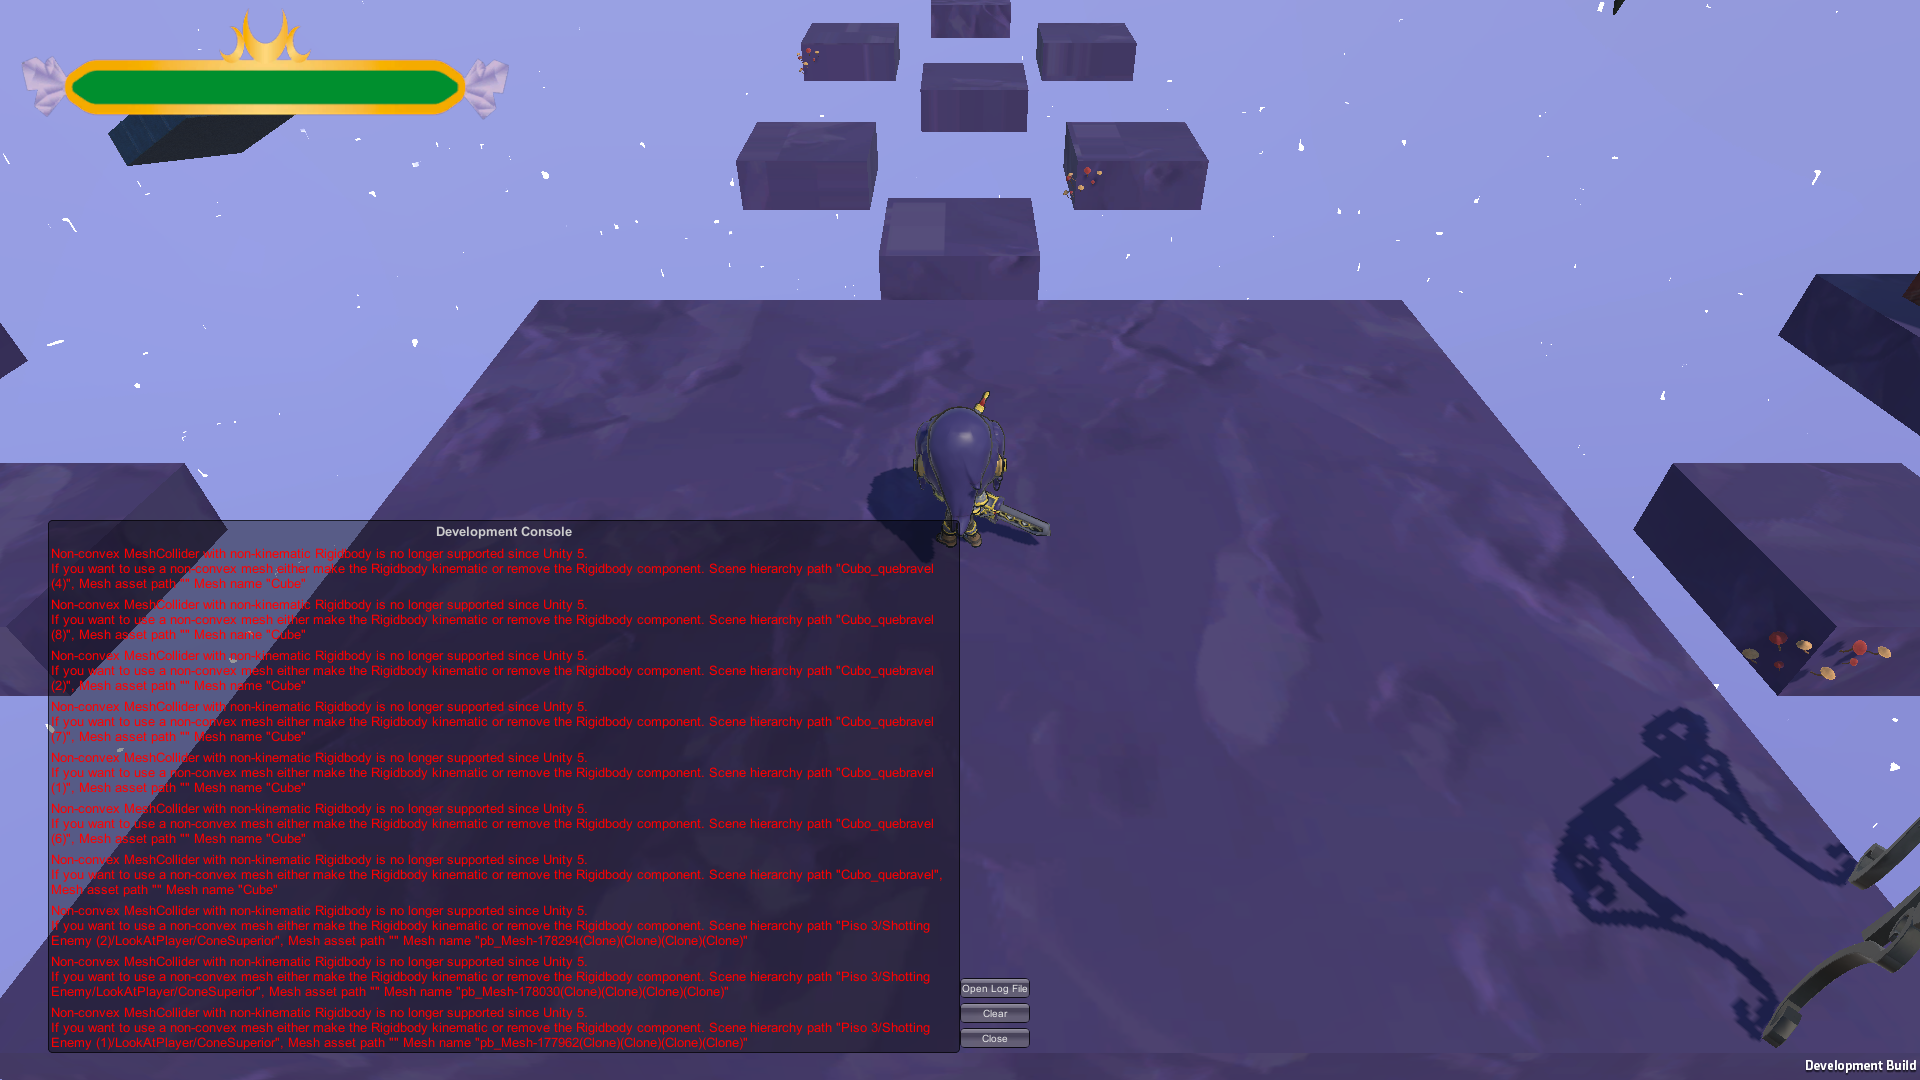 Development Console
Non-convex MeshCollider with non-kinematic Rigidbody is no longer supported since Unity 5.
If you want to use a non-convex mesh either make the Rigidbody kinematic or remove the Rigidbody component. Scene hierarchy path "Cubo_quebravel
(4)", Mesh asset path "" Mesh name "Cube"
Non-convex MeshCollider with non-kinematic Rigidbody is no longer supported since Unity 5.
If you want to use a non-convex mesh either make the Rigidbody kinematic or remove the Rigidbody component. Scene hierarchy path "Cubo_quebravel
(8)", Mesh asset path "" Mesh name "Cube"
Non-convex MeshCollider with non-kinematic Rigidbody is no longer supported since Unity 5.
If you want to use a non-convex mesh either make the Rigidbody kinematic or remove the Rigidbody component. Scene hierarchy path "Cubo_quebravel
(2)", Mesh asset path "" Mesh name "Cube"
Non-convex MeshCollider with non-kinematic Rigidbody is no longer supported since Unity 5.
If you want to use a non-convex mesh either make the Rigidbody kinematic or remove the Rigidbody component. Scene hierarchy path "Cubo_quebravel
(7)", Mesh asset path "" Mesh name "Cube"
Non-convex MeshCollider with non-kinematic Rigidbody is no longer supported since Unity 5.
If you want to use a non-convex mesh either make the Rigidbody kinematic or remove the Rigidbody component. Scene hierarchy path "Cubo_quebravel
(1)", Mesh asset path "" Mesh name "Cube"
Non-convex MeshCollider with non-kinematic Rigidbody is no longer supported since Unity 5.
If you want to use a non-convex mesh either make the Rigidbody kinematic or remove the Rigidbody component. Scene hierarchy path "Cubo_quebravel
(6)", Mesh asset path "" Mesh name "Cube"
Non-convex MeshCollider with non-kinematic Rigidbody is no longer supported since Unity 5.
If you want to use a non-convex mesh either make the Rigidbody kinematic or remove the Rigidbody component. Scene hierarchy path "Cubo_quebravel",
Mesh asset path "" Mesh name "Cube"
Non-convex MeshCollider with non-kinematic Rigidbody is no longer supported since Unity 5.
If you want to use a non-convex mesh either make the Rigidbody kinematic or remove the Rigidbody component. Scene hierarchy path "Piso 3/Shotting
Enemy (2)/LookAtPlayer/ConeSuperior", Mesh asset path "" Mesh name "pb_Mesh-178294(Clone)(Clone)(Clone)(Clone)"
Non-convex MeshCollider with non-kinematic Rigidbody is no longer supported since Unity 5.
If you want to use a non-convex mesh either make the Rigidbody kinematic or remove the Rigidbody component. Scene hierarchy path "Piso 3/Shotting
Enemy/LookAtPlayer/ConeSuperior", Mesh asset path "" Mesh name "pb_Mesh-178030(Clone)(Clone)(Clone)(Clone)"
Non-convex MeshCollider with non-kinematic Rigidbody is no longer supported since Unity 5.
If you want to use a non-convex mesh either make the Rigidbody kinematic or remove the Rigidbody component. Scene hierarchy path "Piso 3/Shotting
Enemy (1)/LookAtPlayer/ConeSuperior", Mesh asset path "" Mesh name "pb_Mesh-177962(Clone)(Clone)(Clone)(Clone)"
Open Log File
Clear
Close
Development Build